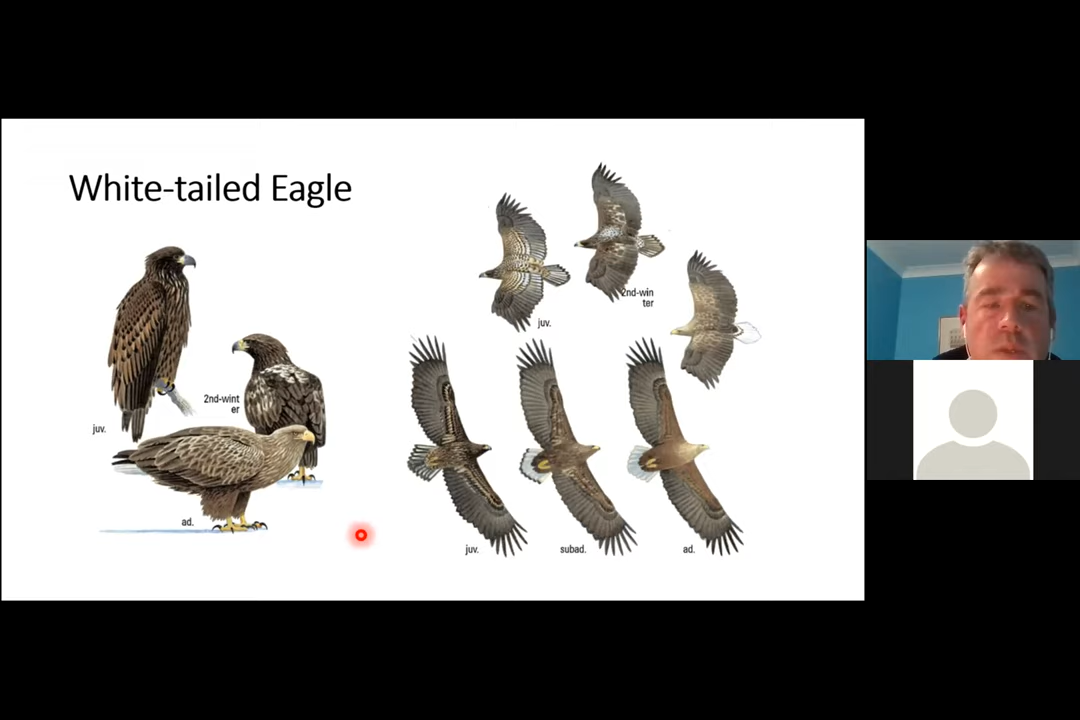 White-tailed Eagle
juv.
2nd-wint
er
ad.
2nd-win
ter
juv.
juv.
subad.
ad.